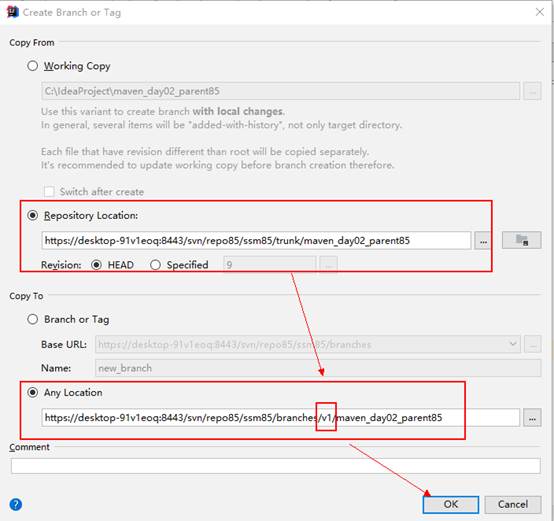 Create Branch or Tag
Copy From
Working Copy
C:\IdeaProject\maven_day02_parent85
...
Use this variant to create branch with local changes.
In general, several items will be "added-with-history", not only target directory.
Each file that have revision different than root will be copied separately.
It's recommended to update working copy before branch creation therefore.
Switch after create
Repository Location:
https://desktop-91v1eoq:8443/svn/repo85/ssm85/trunk/maven_day02_parent85
...
Revision: HEAD Specified 9 ...
Copy To
Branch or Tag
Base URL: https://desktop-91v1eoq:8443/svn/repo85/ssm85/branches ...
Name: new_branch
Any Location
https://desktop-91v1eoq:8443/svn/repo85/ssm85/branches/v1/maven_day02_parent85
...
Comment
? OK Cancel